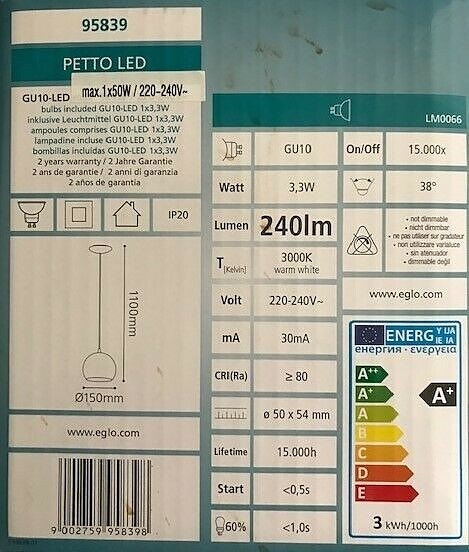 95839
PETTO LED
GU10-LED
max.1x50W / 220-240V~
bulbs included GU10-LED 1x3,3W
inklusive Leuchtmittel GU10-LED 1x3,3W
ampoules comprises GU10-LED 1x3,3W
lampadine incluse GU10-LED 1x3,3W
bombillas incluidas GU10-LED 1x3,3W
2 years warranty / 2 Jahre Garantie
2 ans de garantie / 2 anni di garanzia
2 años de garantía
IP20
1100mm
Ø150mm
www.eglo.com
9 002759 958398
LM0066
GU10
On/Off 15.000x
Watt 3,3W
38°
Lumen 240lm
• not dimmable
• nicht dimmbar
• ne pas utiliser sur gradateur
• non utilizzare varialuce
• sin atenuador
• dimmable değil
T[Kelvin] 3000K
warm white
Volt 220-240V~
www.eglo.com
mA 30mA
CRI(Ra) ≥ 80
ø 50 x 54 mm
Lifetime 15.000h
Start <0,5s
60% <1,0s
ENERG Y IJA
IE IA
енергия · ενεργεια
A++
A+
A
B
C
D
E
A+
3 kWh/1000h